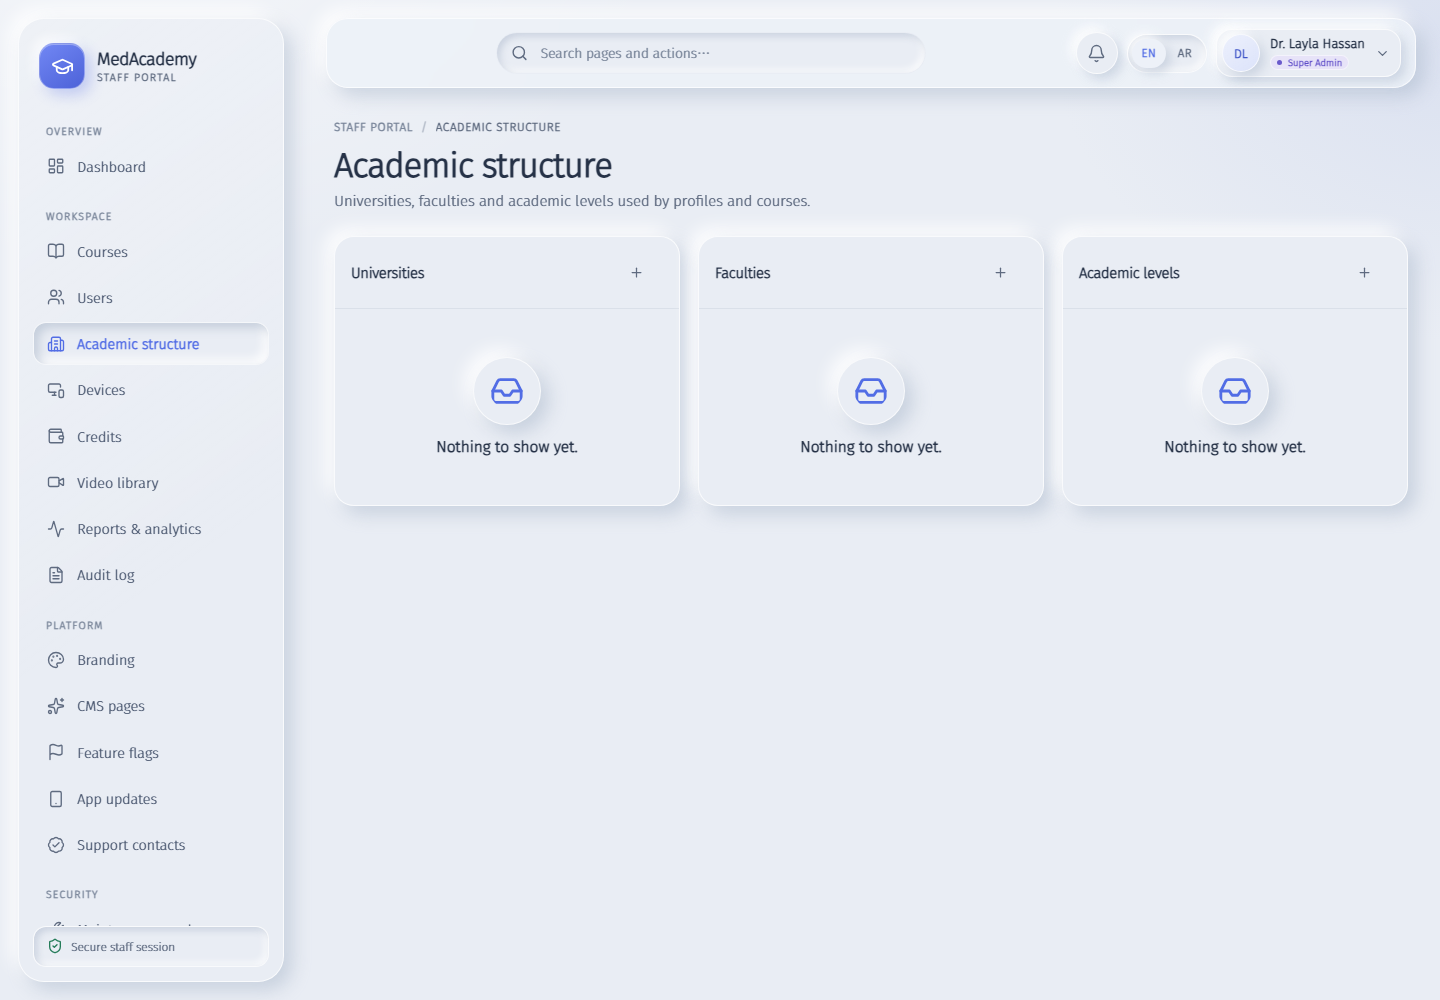 MedAcademy
STAFF PORTAL
OVERVIEW
Dashboard
WORKSPACE
Courses
Users
Academic structure
Devices
Credits
Video library
Reports & analytics
Audit log
PLATFORM
Branding
CMS pages
Feature flags
App updates
Support contacts
SECURITY
Secure staff session
Search pages and actions···
EN AR
DL
Dr. Layla Hassan
Super Admin
STAFF PORTAL / ACADEMIC STRUCTURE
Academic structure
Universities, faculties and academic levels used by profiles and courses.
Universities
Nothing to show yet.
Faculties
Nothing to show yet.
Academic levels
Nothing to show yet.